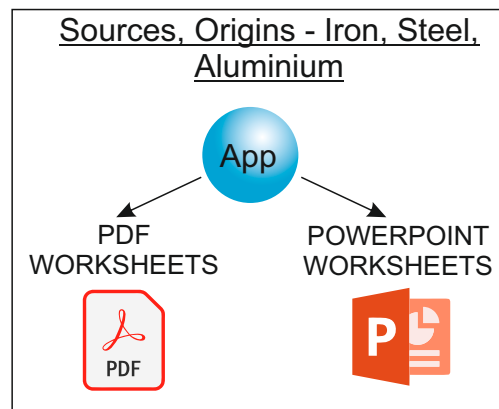 Sources, Origins - Iron, Steel,
Aluminium
App
PDF
WORKSHEETS
POWERPOINT
WORKSHEETS
PDF
P